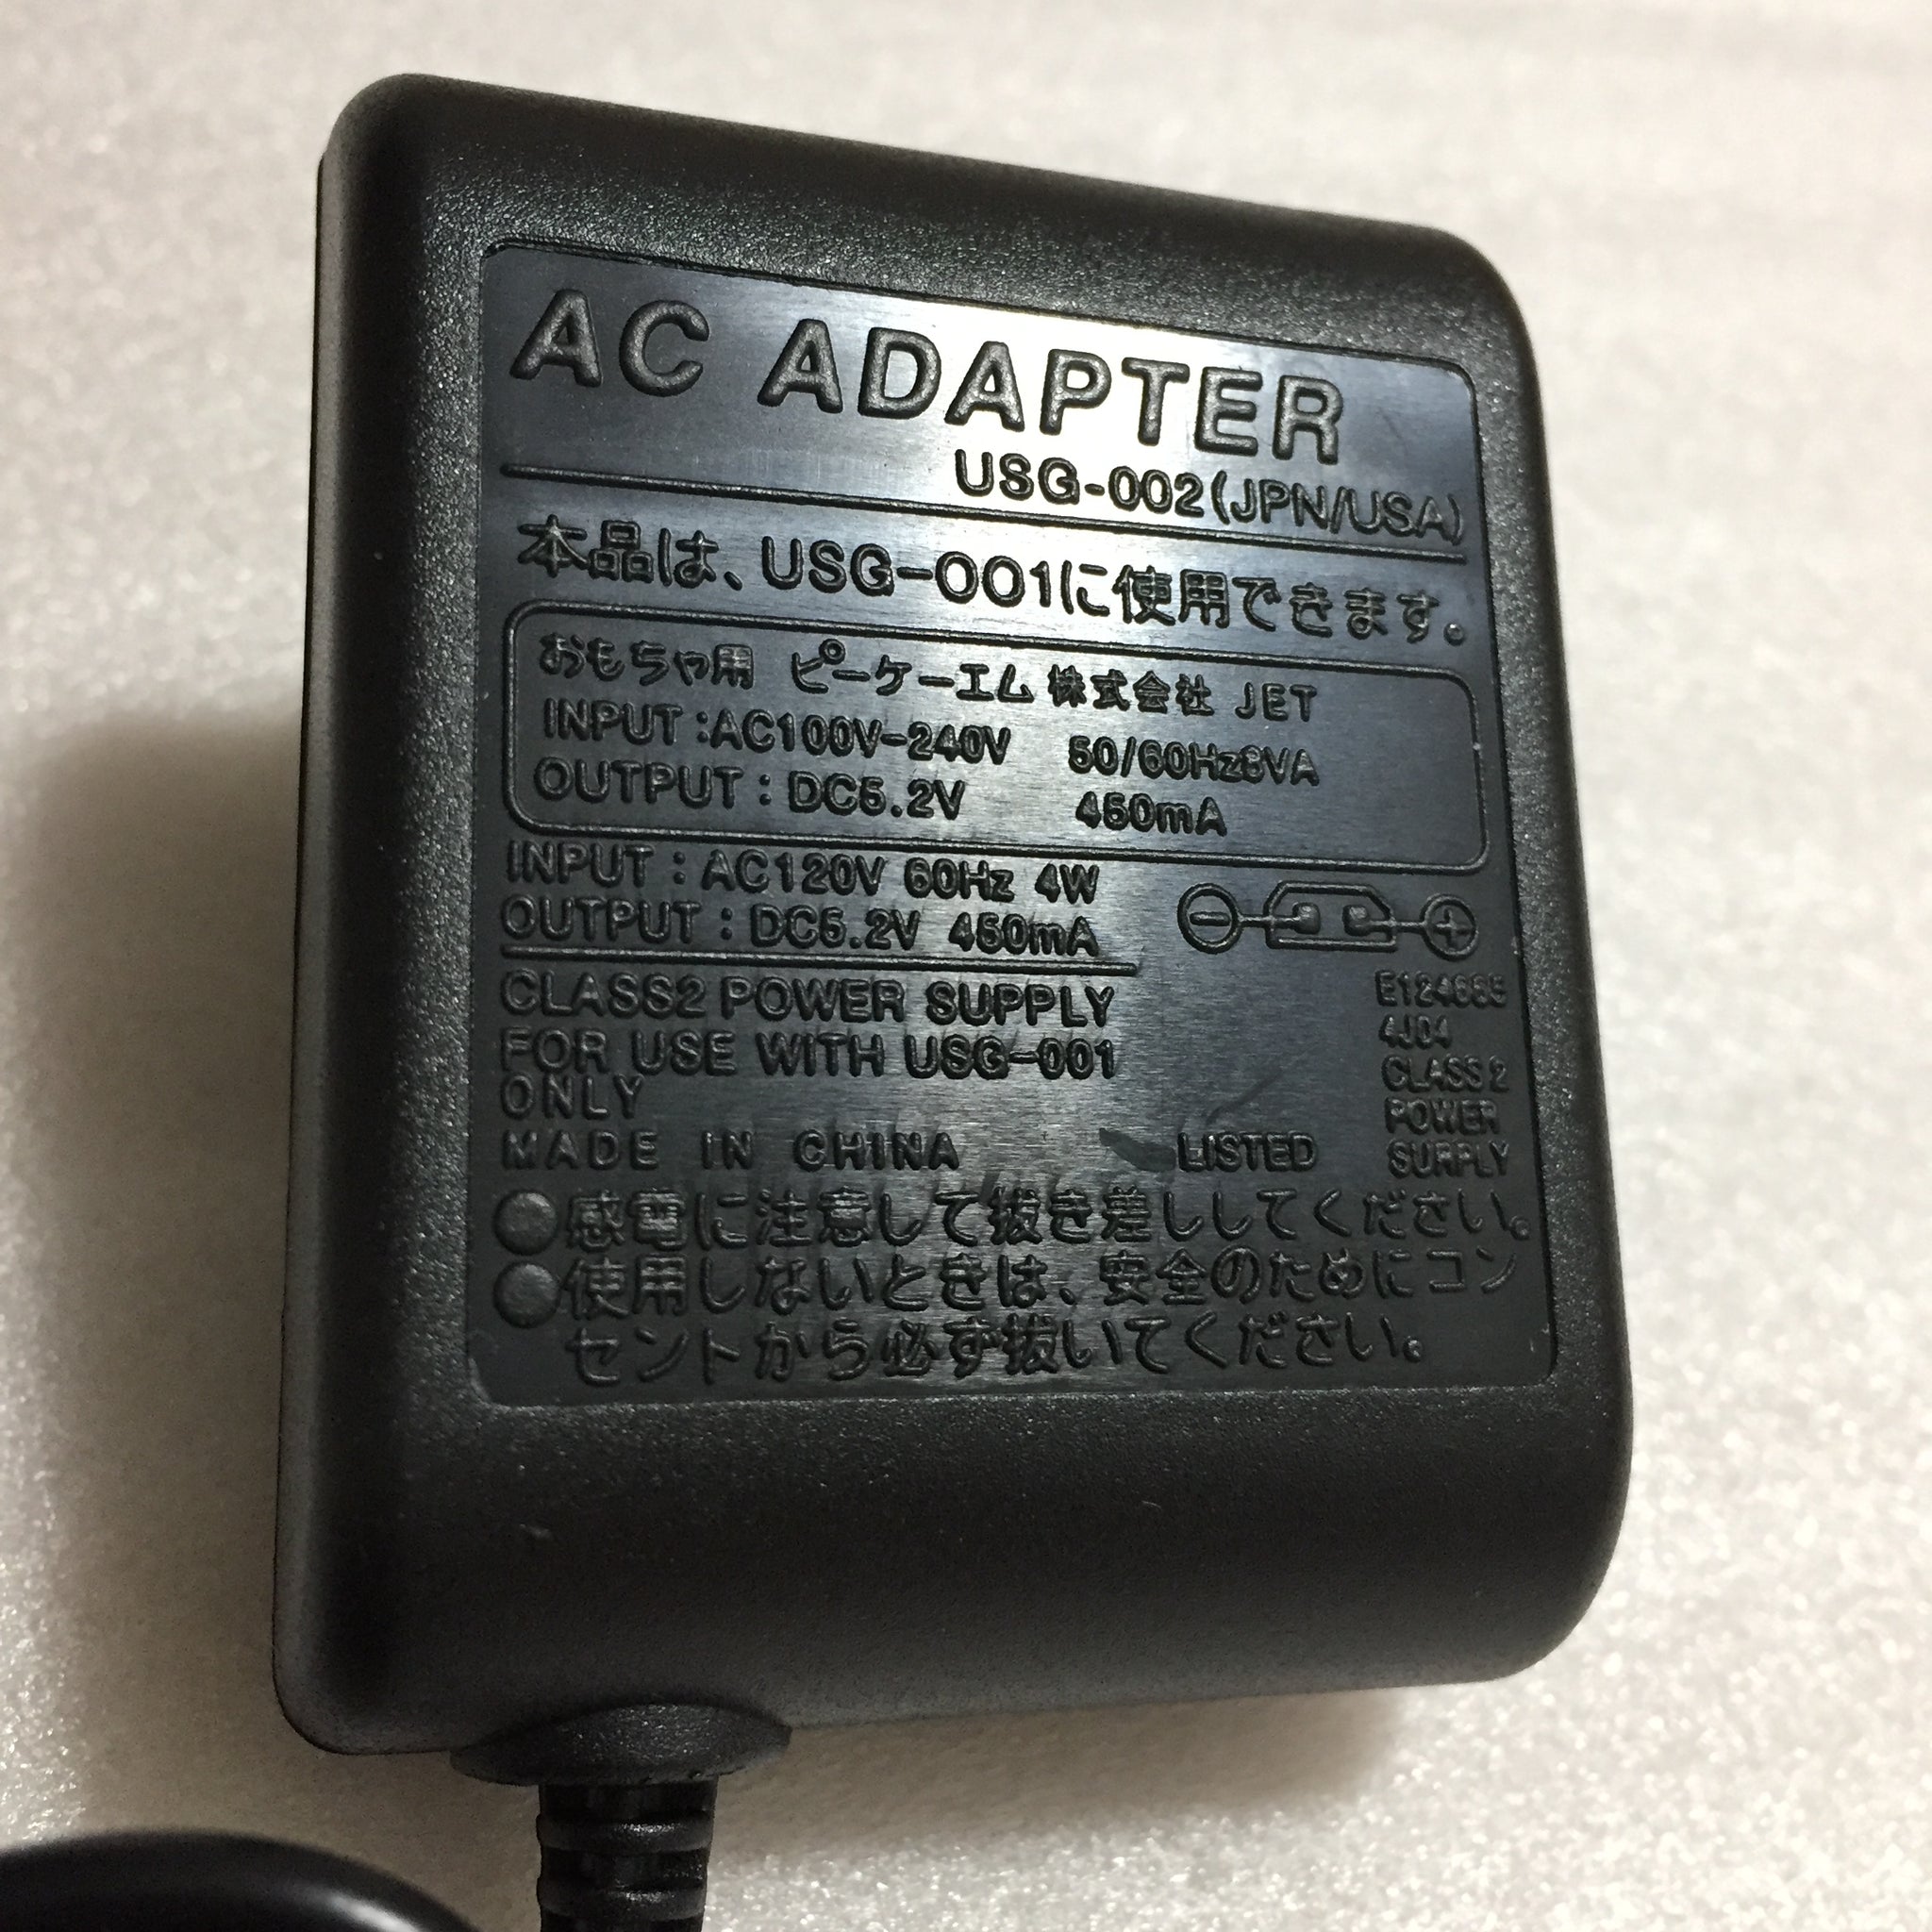 AC ADAPTER
USG-002(JPN/USA)
本品は、USG-001に使用できます。
おもちゃ用 ピーケーエム 株式会社 JET
INPUT :AC100V-240V 50/60Hz8VA
OUTPUT : DC5.2V 450mA
INPUT : AC120V 60Hz 4W
OUTPUT : DC5.2V 450mA
CLASS2 POWER SUPPLY
FOR USE WITH USG-001
ONLY
MADE IN CHINA
LISTED
4J04
CLASS 2
POWER
SUPPLY
●感電に注意して抜き差ししてください。
●使用しないときは、安全のためにコン
セントから必ず抜いてください。